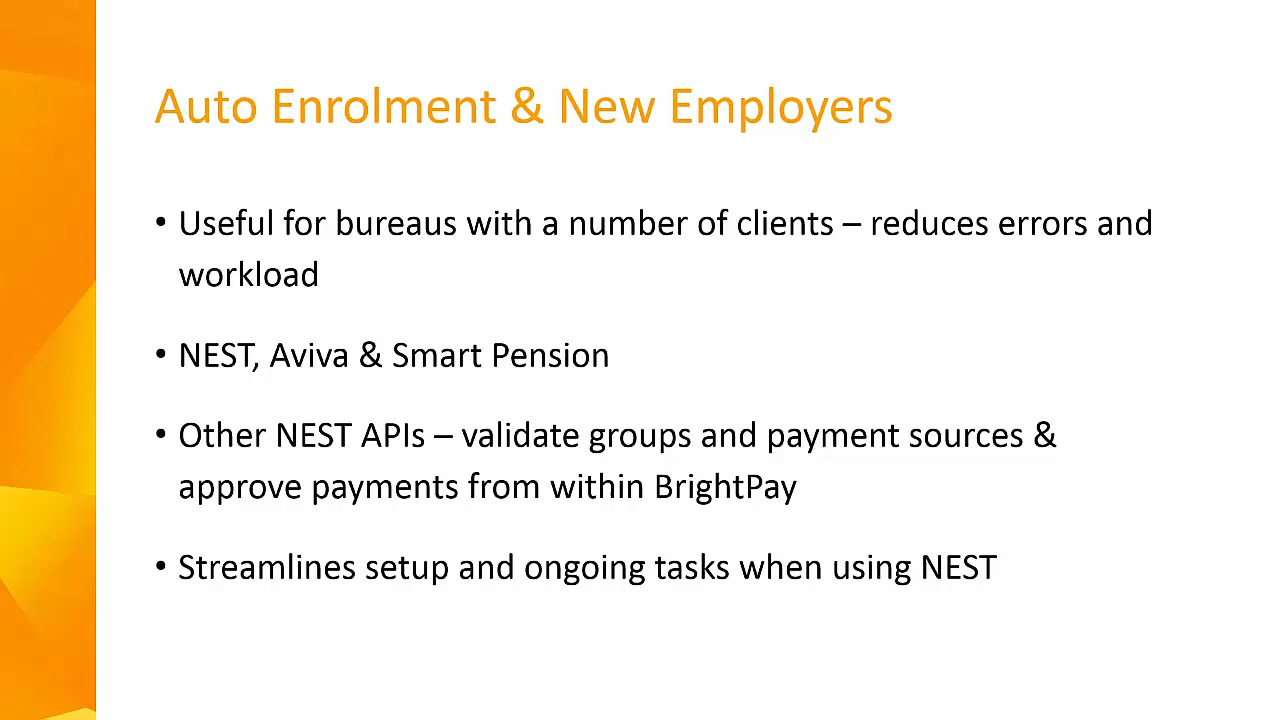 Auto Enrolment & New Employers
• Useful for bureaus with a number of clients – reduces errors and
workload
• NEST, Aviva & Smart Pension
• Other NEST APIs – validate groups and payment sources &
approve payments from within BrightPay
• Streamlines setup and ongoing tasks when using NEST